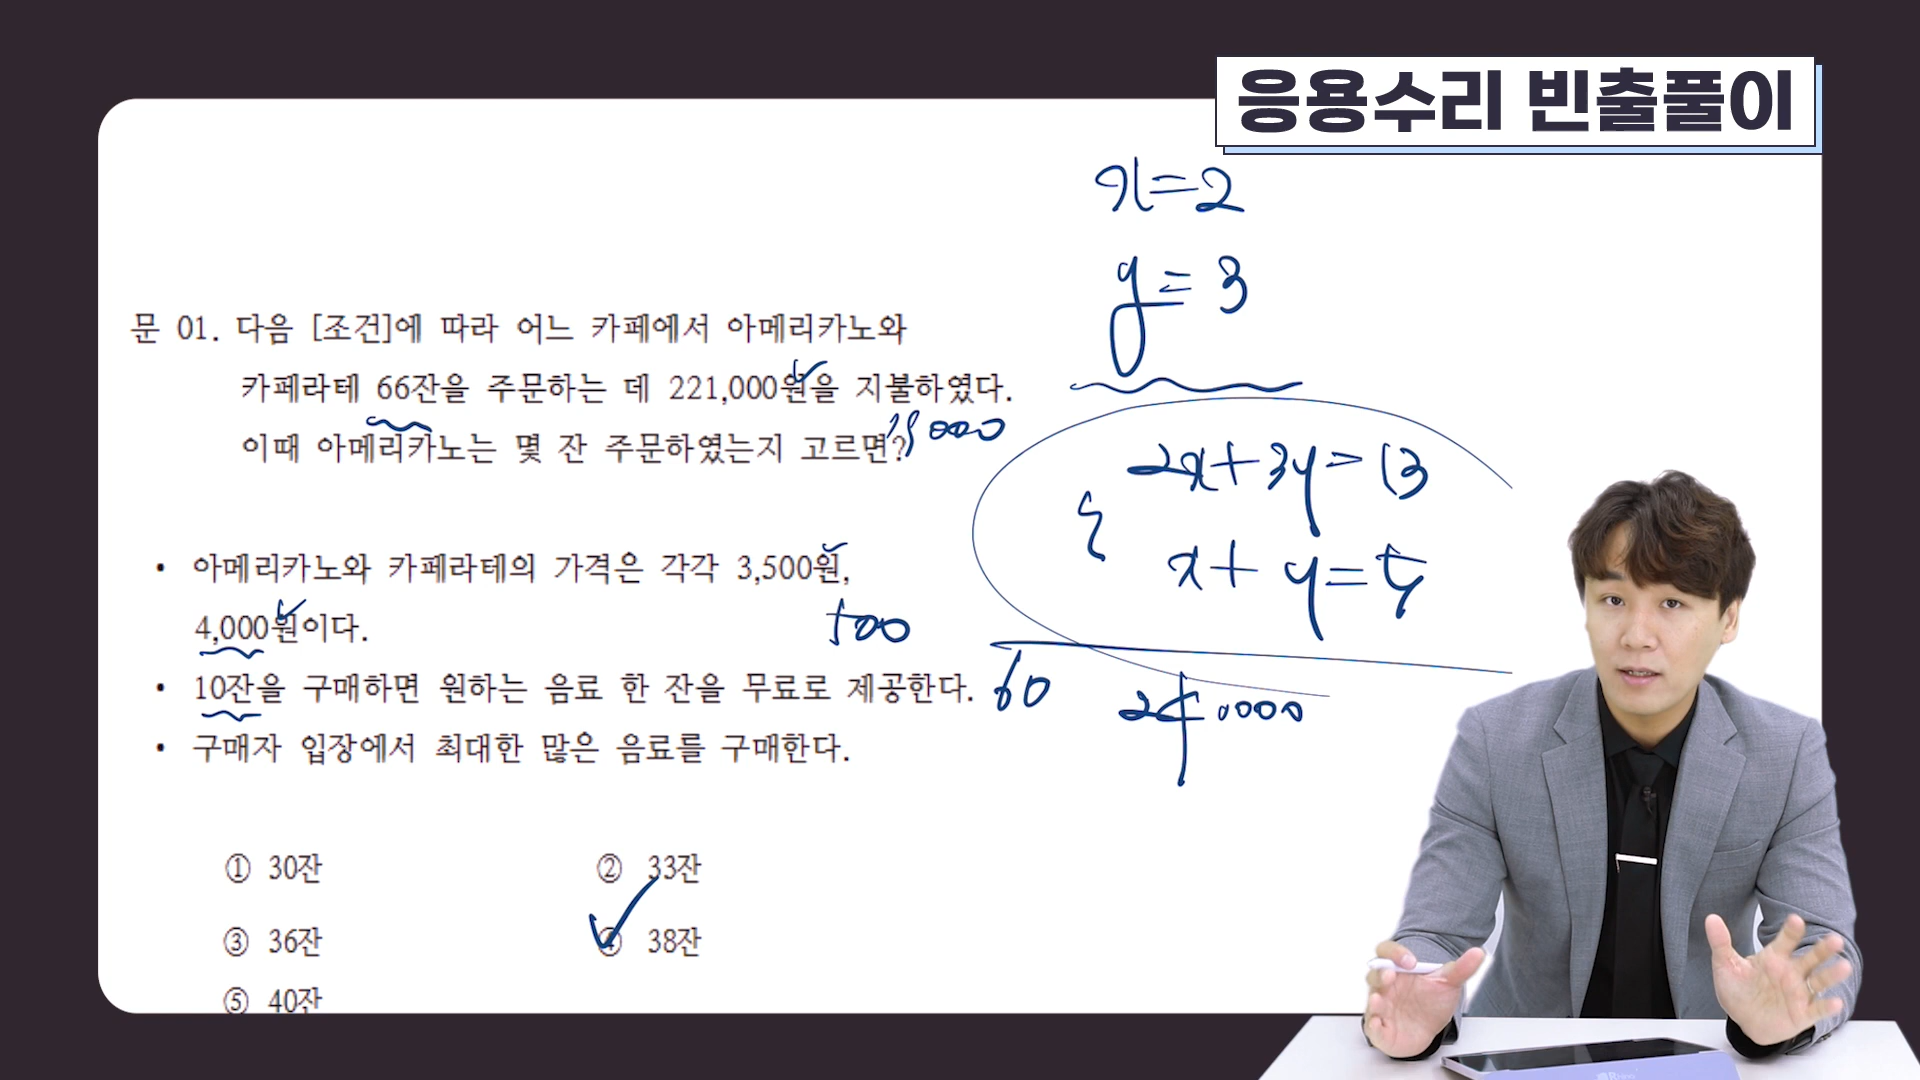 응용수리 빈출풀이
x=2
y=3
문 01. 다음 [조건]에 따라 어느 카페에서 아메리카노와
카페라테 66잔을 주문하는 데 221,000원을 지불하였다.
이때 아메리카노는 몇 잔 주문하였는지 고르면?
19000
2x+3y=13
x+y=5
• 아메리카노와 카페라테의 가격은 각각 3,500원,
4,000원이다.
500
• 10잔을 구매하면 원하는 음료 한 잔을 무료로 제공한다.
60
24.0000
• 구매자 입장에서 최대한 많은 음료를 구매한다.
① 30잔
② 33잔
③ 36잔
④ 38잔
⑤ 40잔